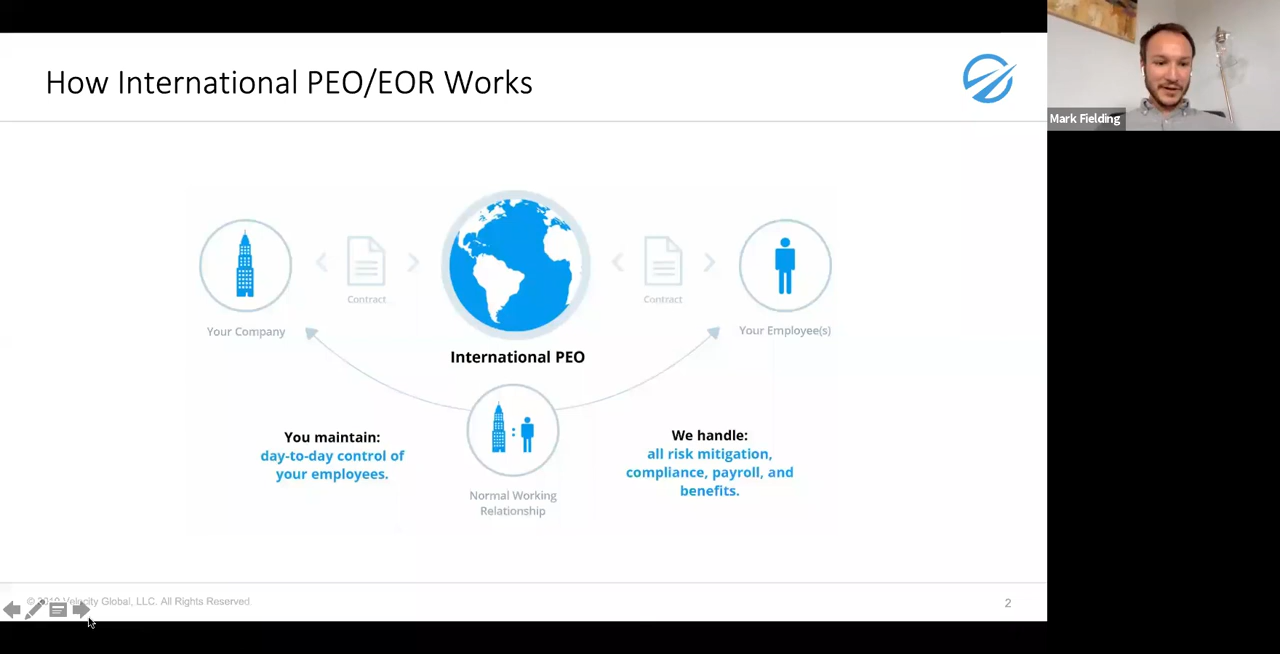 How International PEO/EOR Works
Mark Fielding
Contract
Contract
Your Company
Your Employee(s)
International PEO
You maintain:
day-to-day control of
your employees.
We handle:
all risk mitigation,
compliance, payroll, and
benefits.
Normal Working
Relationship
© 2019 Velocity Global, LLC. All Rights Reserved
2